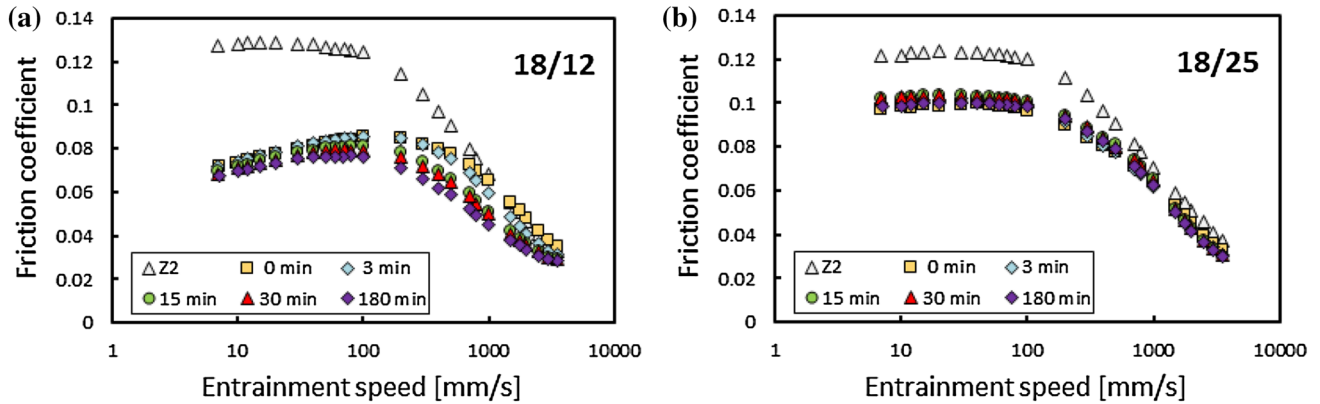 (a)
0.14
0.12
0.1
0.08
0.06
0.04
0.02
0
Friction coefficient
18/12
Z2 0 min 3 min
15 min 30 min 180 min
1 10 100 1000 10000
Entrainment speed [mm/s]
(b)
0.14
0.12
0.1
0.08
0.06
0.04
0.02
0
Friction coefficient
18/25
Z2 0 min 3 min
15 min 30 min 180 min
1 10 100 1000 10000
Entrainment speed [mm/s]